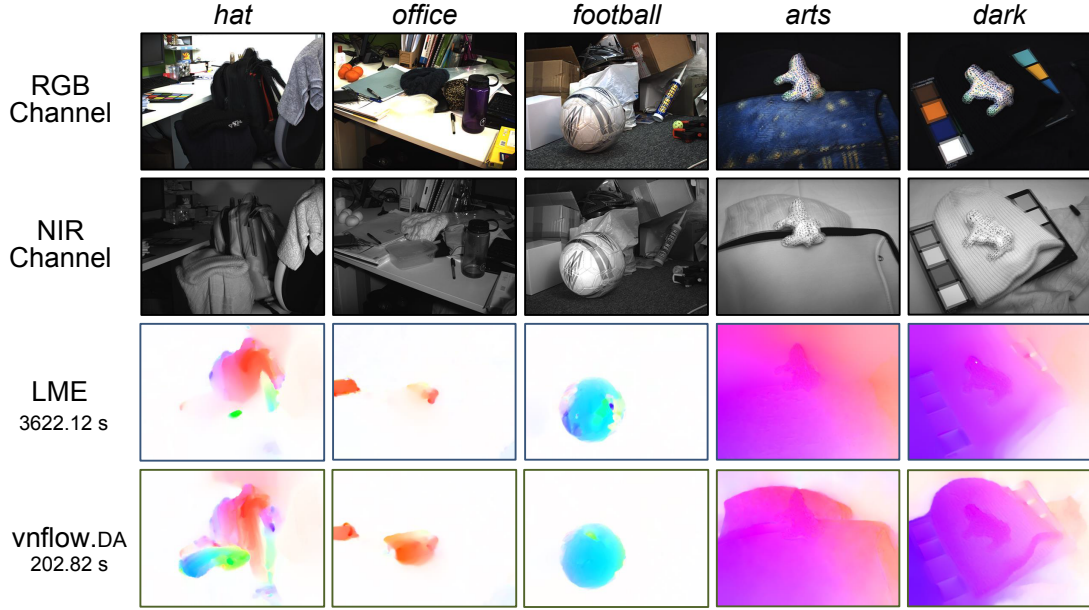 hat
office
football
arts
dark
RGB
Channel
NIR
Channel
LME
3622.12 s
vnflow.DA
202.82 s